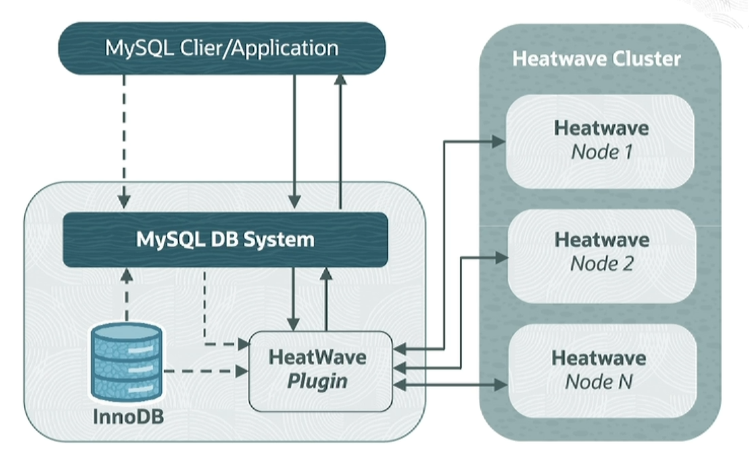 MySQL Clier/Application
Heatwave Cluster
Heatwave
Node 1
MySQL DB System
Heatwave
Node 2
HeatWave
Plugin
InnoDB
Heatwave
Node N